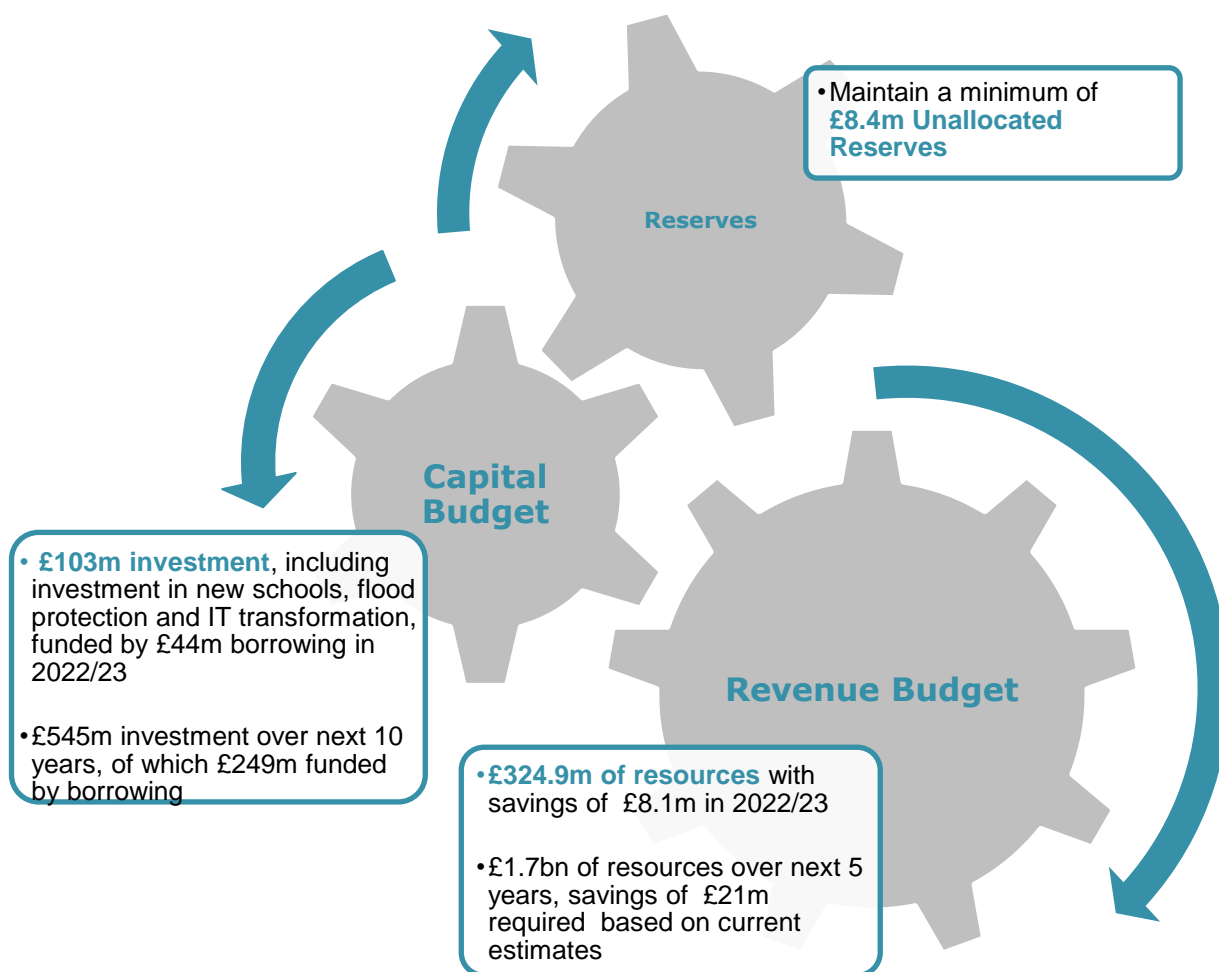 •Maintain a minimum of
£8.4m Unallocated
Reserves
Reserves
Capital
Budget
• £103m investment, including
investment in new schools, flood
protection and IT transformation,
funded by £44m borrowing in
2022/23
•£545m investment over next 10
years, of which £249m funded
by borrowing
Revenue Budget
•£324.9m of resources with
savings of  £8.1m in 2022/23
•£1.7bn of resources over next 5
years, savings of  £21m
required  based on current
estimates